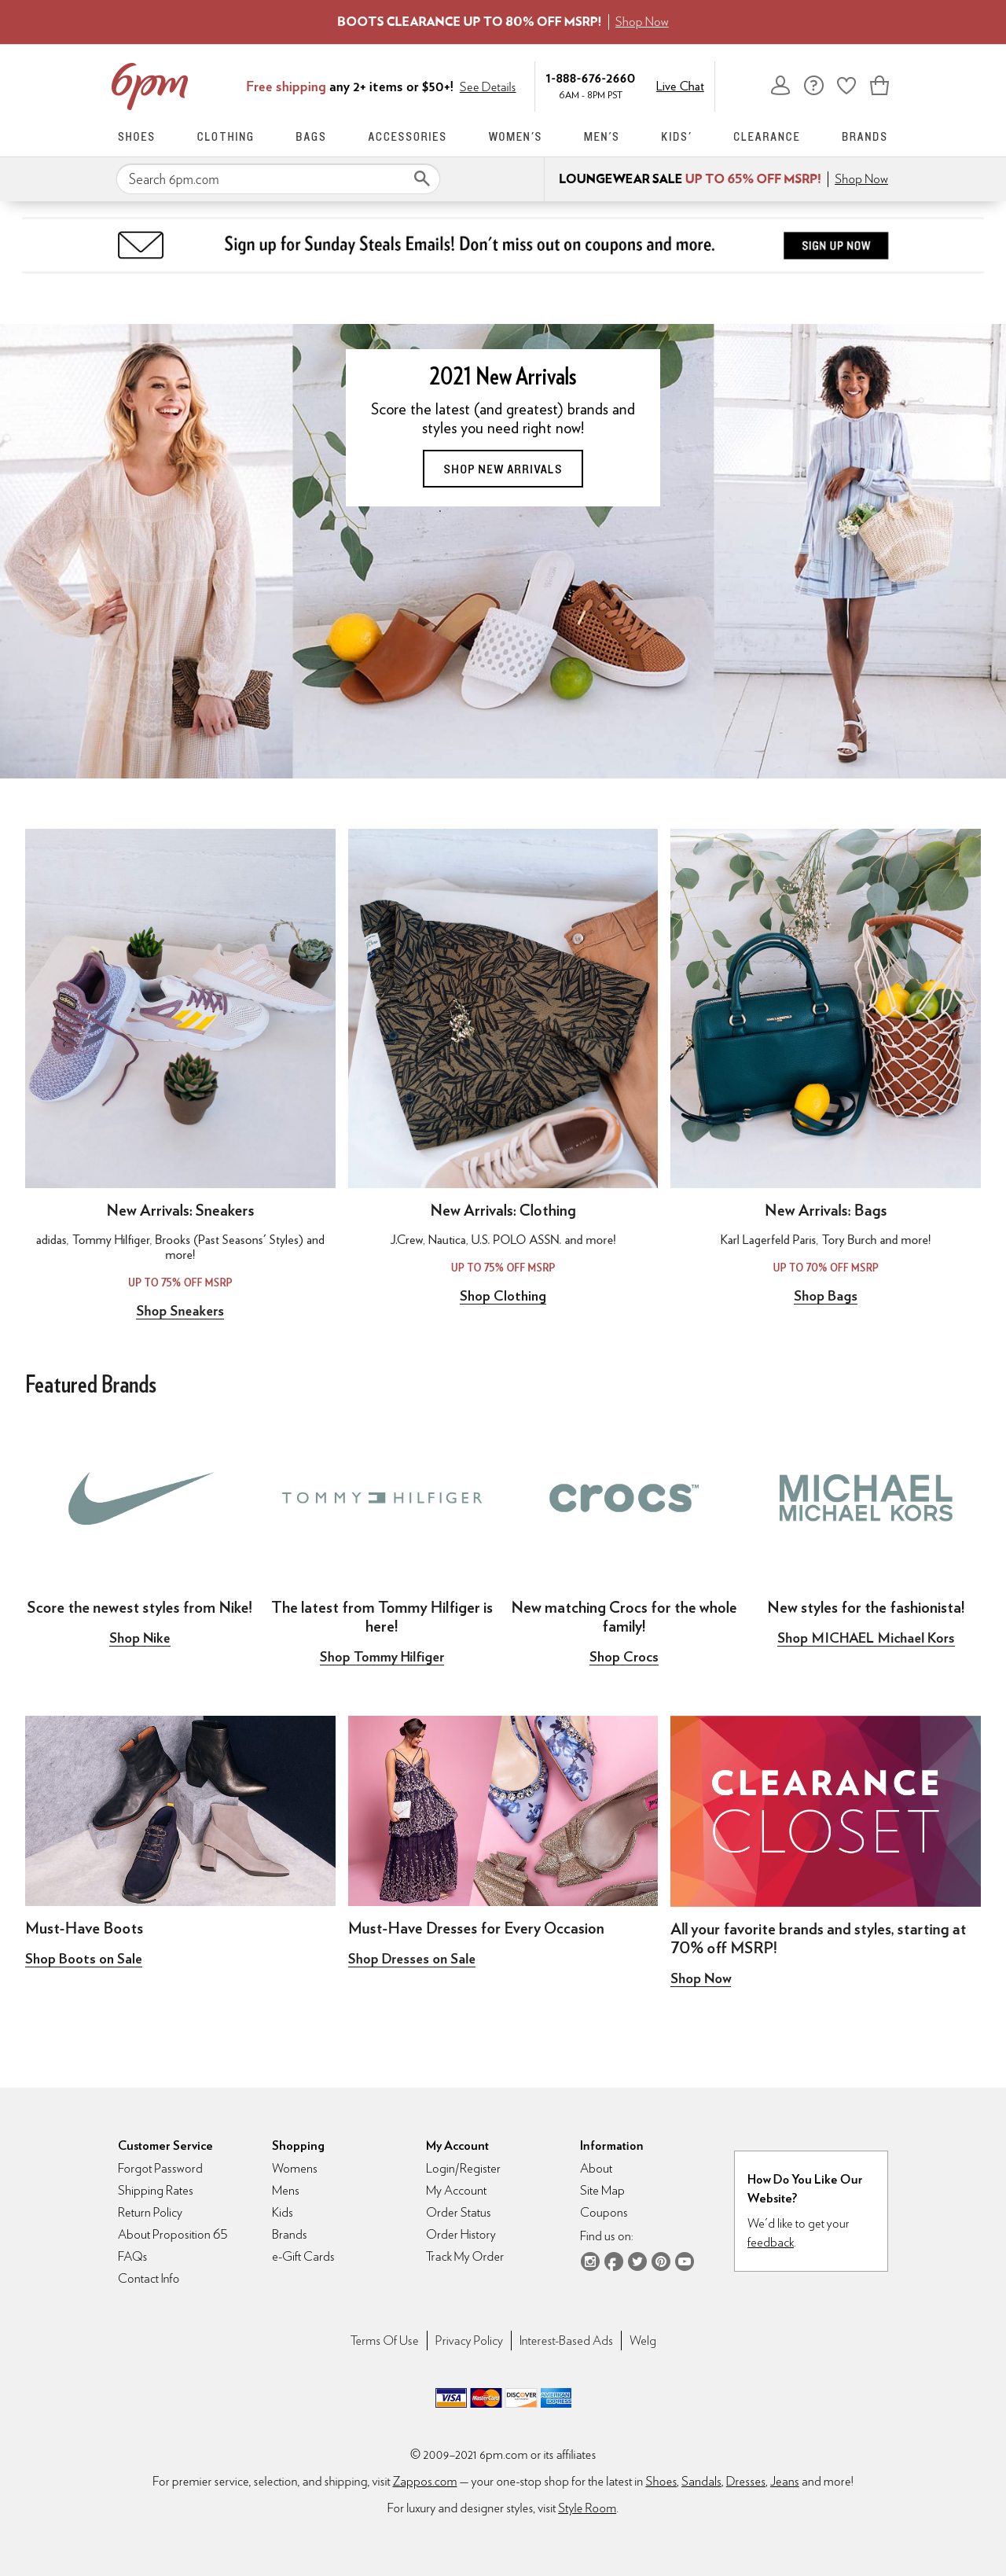 BOOTS CLEARANCE UP TO 80% OFF MSRP! Shop Now
6pm
Free shipping any 2+ items or $50+! See Details
1-888-676-2660
6AM - 8PM PST
Live Chat
SHOES CLOTHING BAGS ACCESSORIES WOMEN'S MEN'S KIDS' CLEARANCE BRANDS
Search 6pm.com
LOUNGEWEAR SALE UP TO 65% OFF MSRP! Shop Now
Sign up for Sunday Steals Emails! Don't miss out on coupons and more.
SIGN UP NOW
2021 New Arrivals
Score the latest (and greatest) brands and
styles you need right now!
SHOP NEW ARRIVALS
New Arrivals: Sneakers
adidas, Tommy Hilfiger, Brooks (Past Seasons' Styles) and
more!
UP TO 75% OFF MSRP
Shop Sneakers
New Arrivals: Clothing
J.Crew, Nautica, U.S. POLO ASSN. and more!
UP TO 75% OFF MSRP
Shop Clothing
New Arrivals: Bags
Karl Lagerfeld Paris, Tory Burch and more!
UP TO 70% OFF MSRP
Shop Bags
Featured Brands
TOMMY HILFIGER
crocs™
MICHAEL
MICHAEL KORS
Score the newest styles from Nike!
Shop Nike
The latest from Tommy Hilfiger is
here!
Shop Tommy Hilfiger
New matching Crocs for the whole
family!
Shop Crocs
New styles for the fashionista!
Shop MICHAEL Michael Kors
CLEARANCE
CLOSET
Must-Have Boots
Shop Boots on Sale
Must-Have Dresses for Every Occasion
Shop Dresses on Sale
All your favorite brands and styles, starting at
70% off MSRP!
Shop Now
Customer Service
Forgot Password
Shipping Rates
Return Policy
About Proposition 65
FAQs
Contact Info
Shopping
Womens
Mens
Kids
Brands
e-Gift Cards
My Account
Login/Register
My Account
Order Status
Order History
Track My Order
Information
About
Site Map
Coupons
Find us on:
How Do You Like Our
Website?
We'd like to get your
feedback.
Terms Of Use Privacy Policy Interest-Based Ads Welg
VISA MasterCard DISCOVER AMERICAN EXPRESS
© 2009–2021 6pm.com or its affiliates
For premier service, selection, and shipping, visit Zappos.com — your one-stop shop for the latest in Shoes, Sandals, Dresses, Jeans and more!
For luxury and designer styles, visit Style Room.